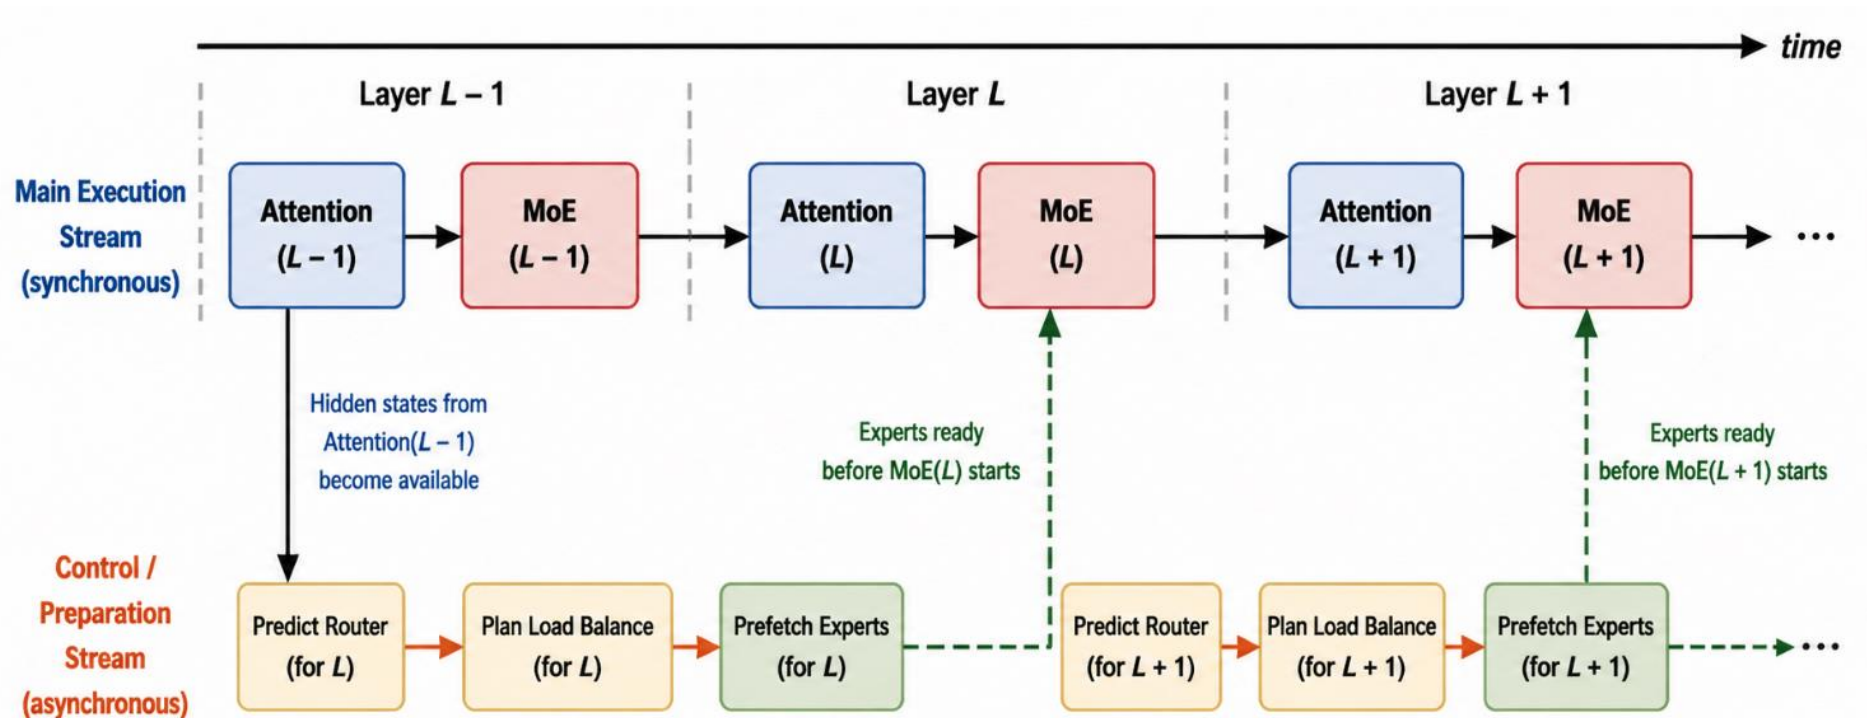 time
Layer L – 1
Layer L
Layer L + 1
Main Execution
Stream
(synchronous)
Attention
(L – 1)
MoE
(L – 1)
Attention
(L)
MoE
(L)
Attention
(L + 1)
MoE
(L + 1)
...
Hidden states from
Attention(L – 1)
become available
Experts ready
before MoE(L) starts
Experts ready
before MoE(L + 1) starts
Control /
Preparation
Stream
(asynchronous)
Predict Router
(for L)
Plan Load Balance
(for L)
Prefetch Experts
(for L)
Predict Router
(for L + 1)
Plan Load Balance
(for L + 1)
Prefetch Experts
(for L + 1)
...